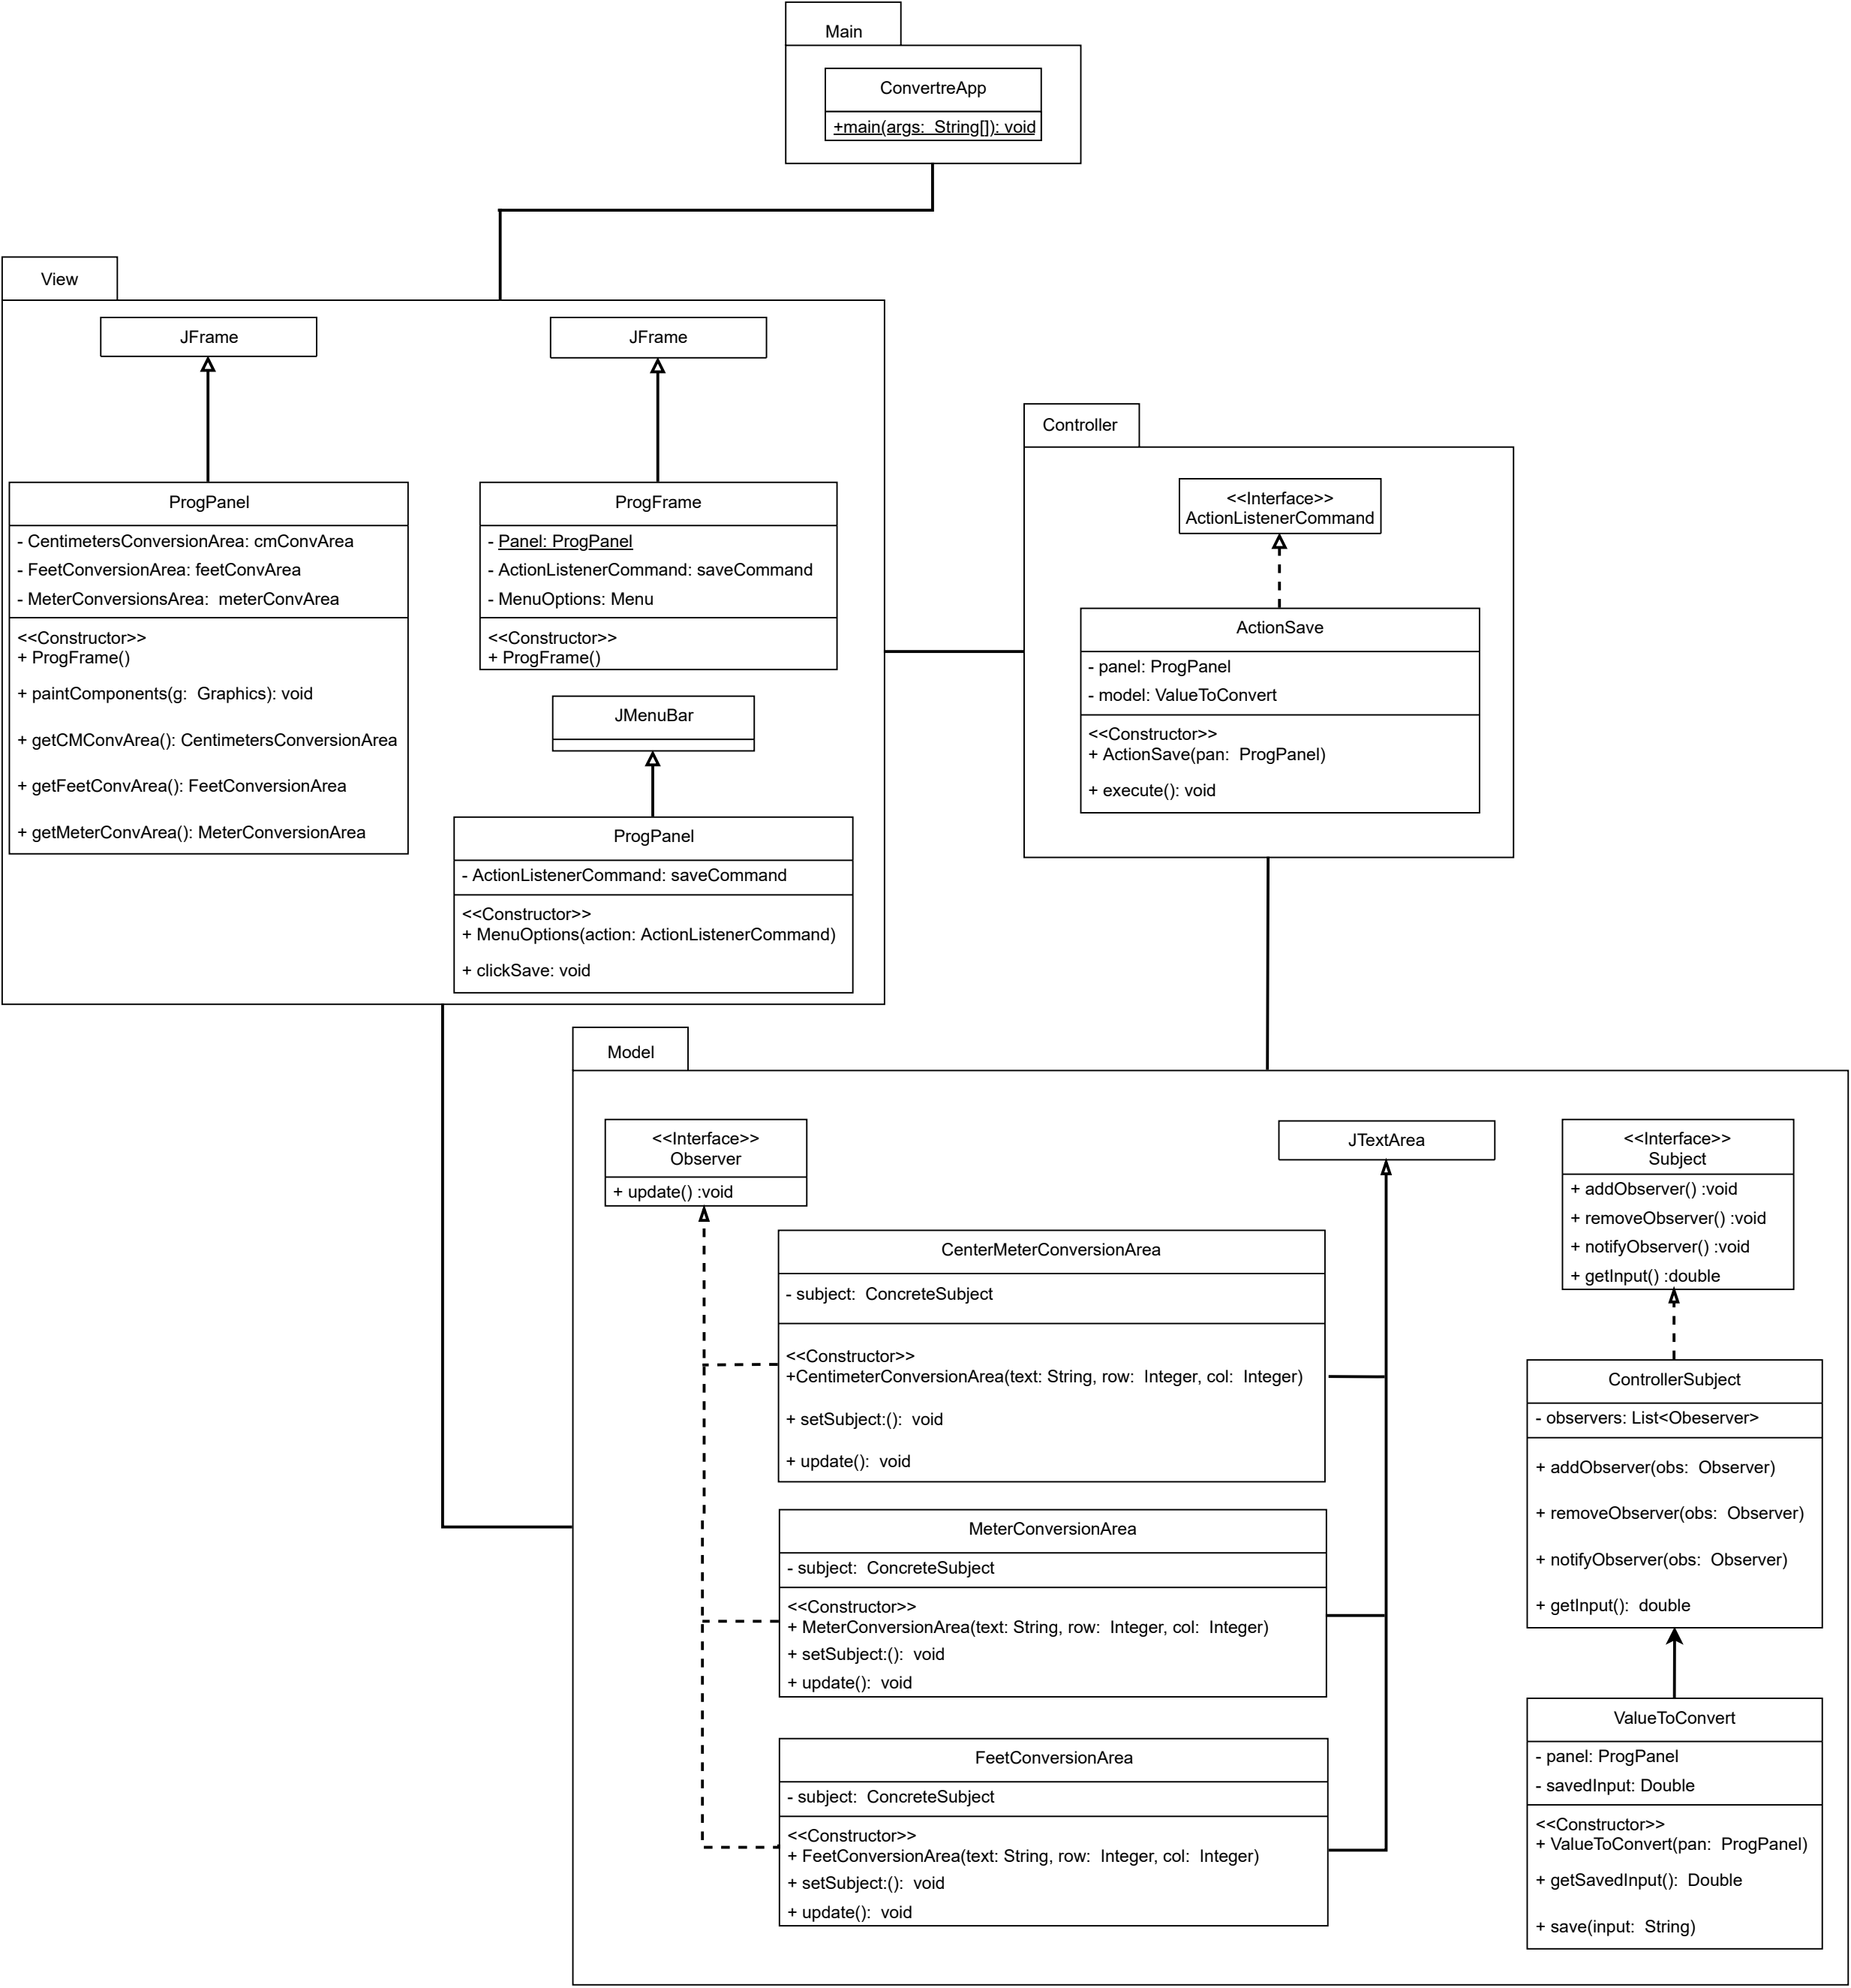 Main
ConvertreApp
+main(args: String[]): void
View
JFrame
ProgPanel
- CentimetersConversionArea: cmConvArea
- FeetConversionArea: feetConvArea
- MeterConversionsArea: meterConvArea
<<Constructor>>
+ ProgFrame()
+ paintComponents(g: Graphics): void
+ getCMConvArea(): CentimetersConversionArea
+ getFeetConvArea(): FeetConversionArea
+ getMeterConvArea(): MeterConversionArea
JFrame
ProgFrame
- Panel: ProgPanel
- ActionListenerCommand: saveCommand
- MenuOptions: Menu
<<Constructor>>
+ ProgFrame()
JMenuBar
ProgPanel
- ActionListenerCommand: saveCommand
<<Constructor>>
+ MenuOptions(action: ActionListenerCommand)
+ clickSave: void
Controller
<<Interface>>
ActionListenerCommand
ActionSave
- panel: ProgPanel
- model: ValueToConvert
<<Constructor>>
+ ActionSave(pan: ProgPanel)
+ execute(): void
Model
<<Interface>>
Observer
+ update() :void
JTextArea
CenterMeterConversionArea
- subject: ConcreteSubject
<<Constructor>>
+CentimeterConversionArea(text: String, row: Integer, col: Integer)
+ setSubject:(): void
+ update(): void
MeterConversionArea
- subject: ConcreteSubject
<<Constructor>>
+ MeterConversionArea(text: String, row: Integer, col: Integer)
+ setSubject:(): void
+ update(): void
FeetConversionArea
- subject: ConcreteSubject
<<Constructor>>
+ FeetConversionArea(text: String, row: Integer, col: Integer)
+ setSubject:(): void
+ update(): void
<<Interface>>
Subject
+ addObserver() :void
+ removeObserver() :void
+ notifyObserver() :void
+ getInput() :double
ControllerSubject
- observers: List<Obeserver>
+ addObserver(obs: Observer)
+ removeObserver(obs: Observer)
+ notifyObserver(obs: Observer)
+ getInput(): double
ValueToConvert
- panel: ProgPanel
- savedInput: Double
<<Constructor>>
+ ValueToConvert(pan: ProgPanel)
+ getSavedInput(): Double
+ save(input: String)